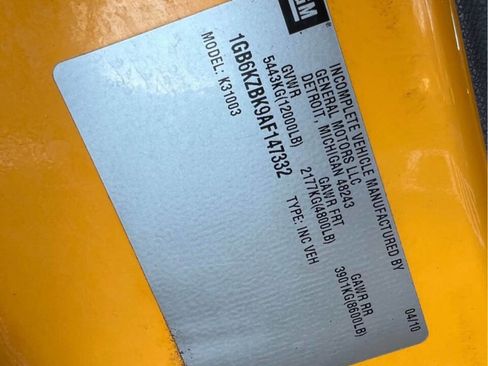 GM
INCOMPLETE VEHICLE MANUFACTURED BY
GENERAL MOTORS LLC
DETROIT, MICHIGAN 48243 04/10
GVWR GAWR FRT GAWR RR
5443KG(12000LB) 2177KG(4800LB) 3901KG(8600LB)
1GB6KZBK9AF147332 TYPE: INC VEH
MODEL: K31003